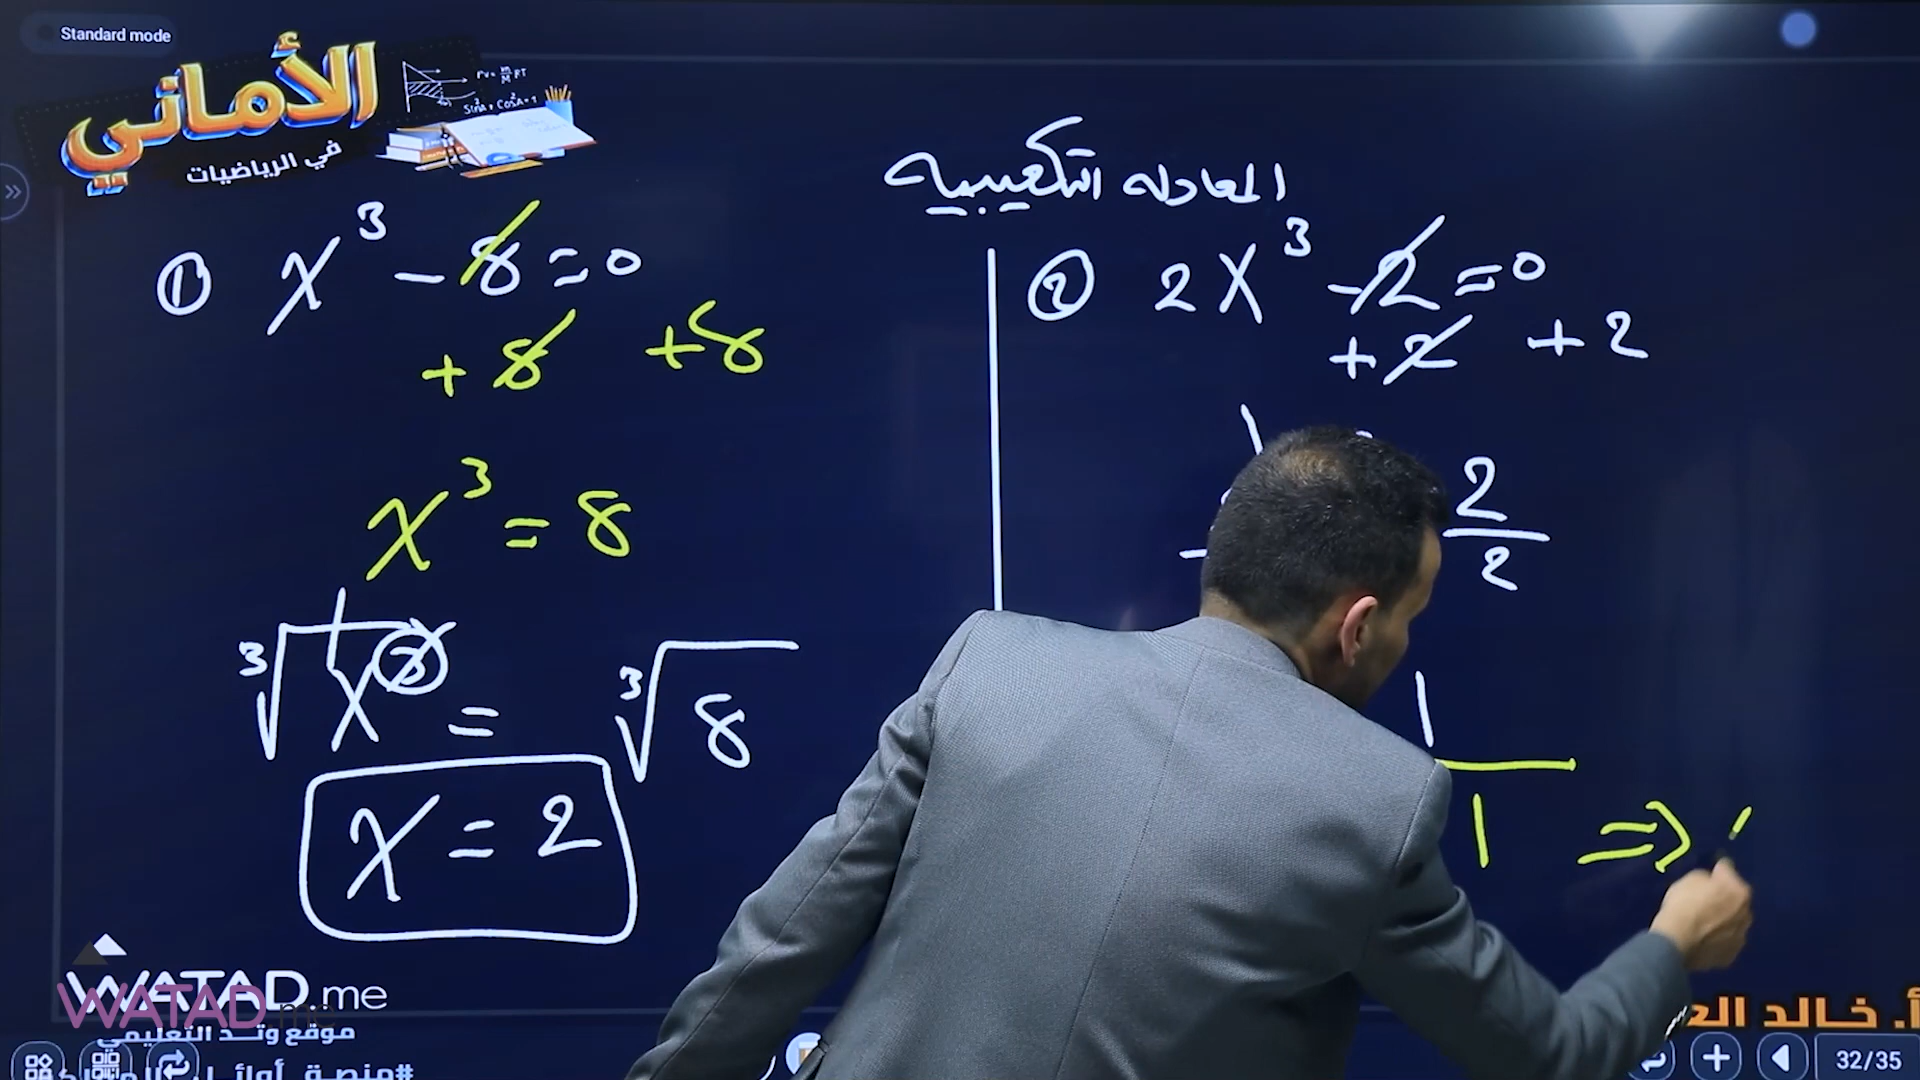 Standard mode
الأماني
في الرياضيات
المعادلة التكعيبية
① x³ - 8 = 0
+ 8 + 8
x³ = 8
³√x³ = ³√8
x = 2
② 2x³ - 2 = 0
+ 2 + 2
2
2
1
1 ⇒
WATAD.me
موقع وتد التعليمي
أ. خالد
32/35